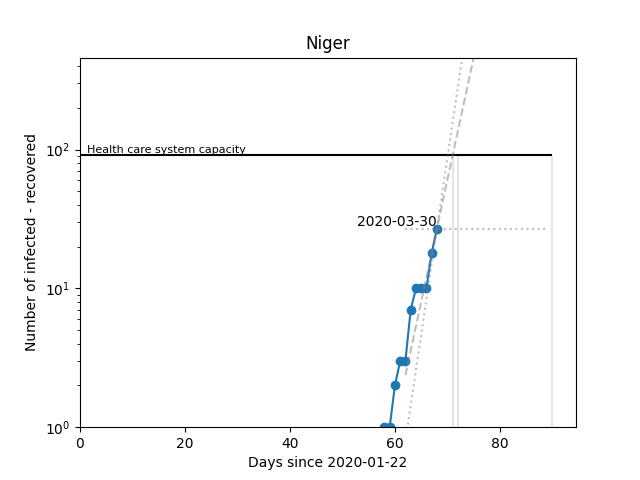 Niger
Number of infected - recovered
10²
10¹
10⁰
Health care system capacity
2020-03-30
0 20 40 60 80
Days since 2020-01-22